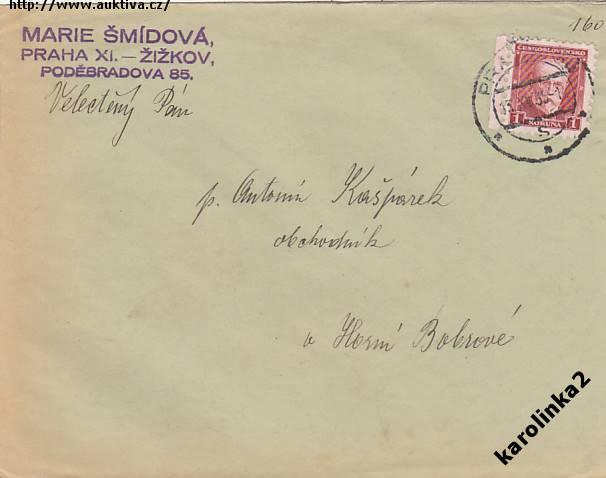 http://www.auktiva.cz/
160
MARIE ŠMÍDOVÁ,
PRAHA XI. — ŽIŽKOV,
PODĚBRADOVA 85.
Velectěný Pán
ČESKOSLOVENSKO
1 KORUNA 1
p. Antonín Kašpárek
obchodník
v Horní Bobrové
karolinka2